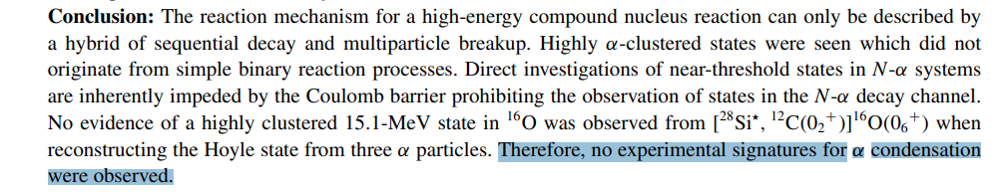 Conclusion: The reaction mechanism for a high-energy compound nucleus reaction can only be described by
a hybrid of sequential decay and multiparticle breakup. Highly α-clustered states were seen which did not
originate from simple binary reaction processes. Direct investigations of near-threshold states in N-α systems
are inherently impeded by the Coulomb barrier prohibiting the observation of states in the N-α decay channel.
No evidence of a highly clustered 15.1-MeV state in ¹⁶O was observed from [²⁸Si*, ¹²C(0₂⁺)]¹⁶O(0₆⁺) when
reconstructing the Hoyle state from three α particles. Therefore, no experimental signatures for α condensation
were observed.